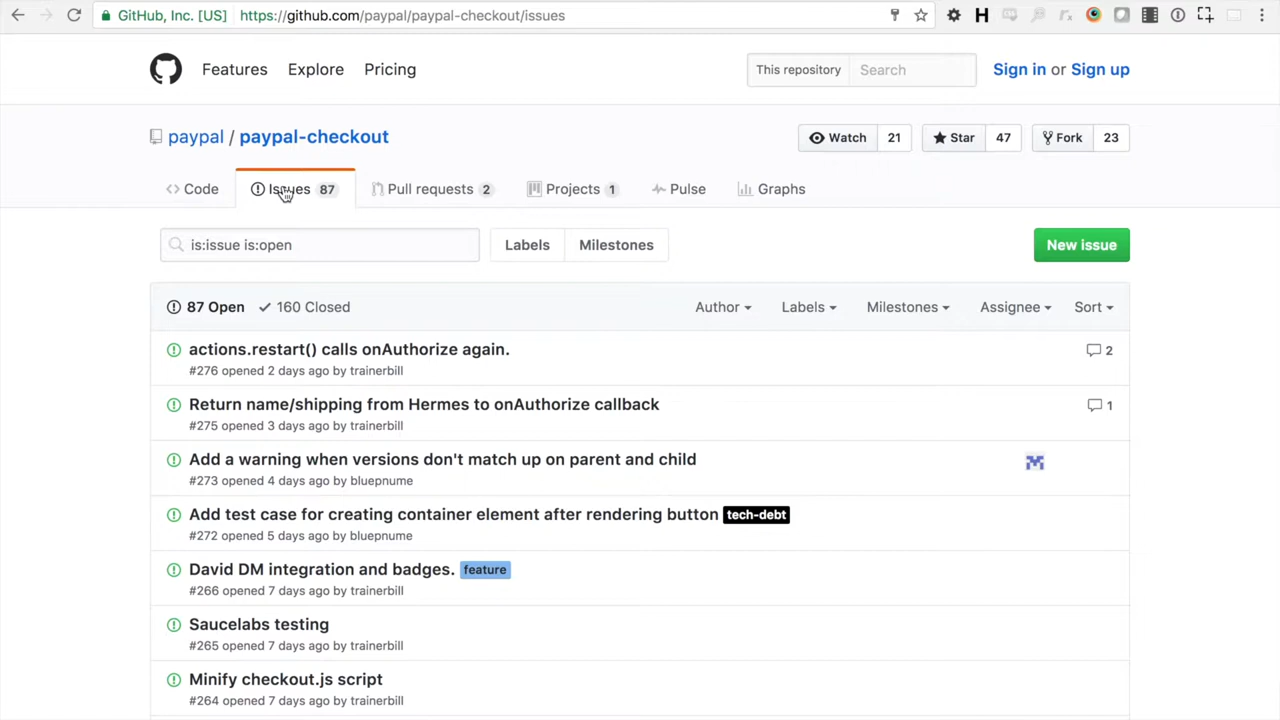 GitHub, Inc. [US] https://github.com/paypal/paypal-checkout/issues
Features Explore Pricing This repository Search Sign in or Sign up
paypal / paypal-checkout Watch 21 Star 47 Fork 23
Code Issues 87 Pull requests 2 Projects 1 Pulse Graphs
is:issue is:open Labels Milestones New issue
87 Open 160 Closed Author Labels Milestones Assignee Sort
actions.restart() calls onAuthorize again. 2
#276 opened 2 days ago by trainerbill
Return name/shipping from Hermes to onAuthorize callback 1
#275 opened 3 days ago by trainerbill
Add a warning when versions don't match up on parent and child
#273 opened 4 days ago by bluepnume
Add test case for creating container element after rendering button tech-debt
#272 opened 5 days ago by bluepnume
David DM integration and badges. feature
#266 opened 7 days ago by trainerbill
Saucelabs testing
#265 opened 7 days ago by trainerbill
Minify checkout.js script
#264 opened 7 days ago by trainerbill